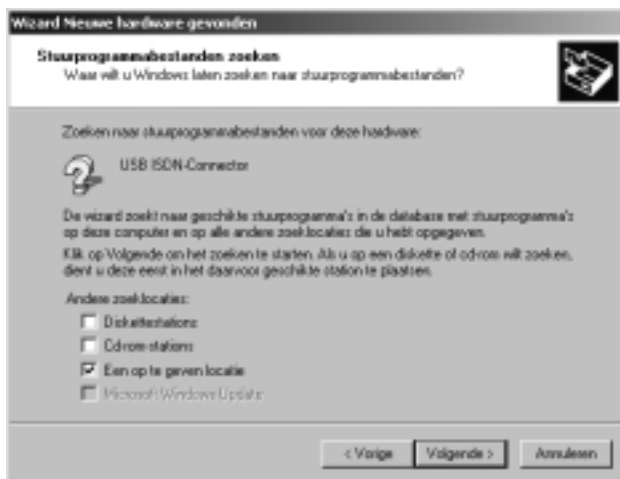 Wizard Nieuwe hardware gevonden
Stuurprogrammabestanden zoeken
Waar wilt u Windows laten zoeken naar stuurprogrammabestanden?
Zoeken naar stuurprogrammabestanden voor deze hardware:
USB ISDN-Connector
De wizard zoekt naar geschikte stuurprogramma's in de database met stuurprogramma's
op deze computer en op alle andere zoeklocaties die u hebt opgegeven.
Klik op Volgende om het zoeken te starten. Als u op een diskette of cd-rom wilt zoeken,
dient u deze eerst in het daarvoor geschikte station te plaatsen.
Andere zoeklocaties:
Diskettestations
Cd-rom-stations
Een op te geven locatie
Microsoft Windows Update
< Vorige Volgende > Annuleren